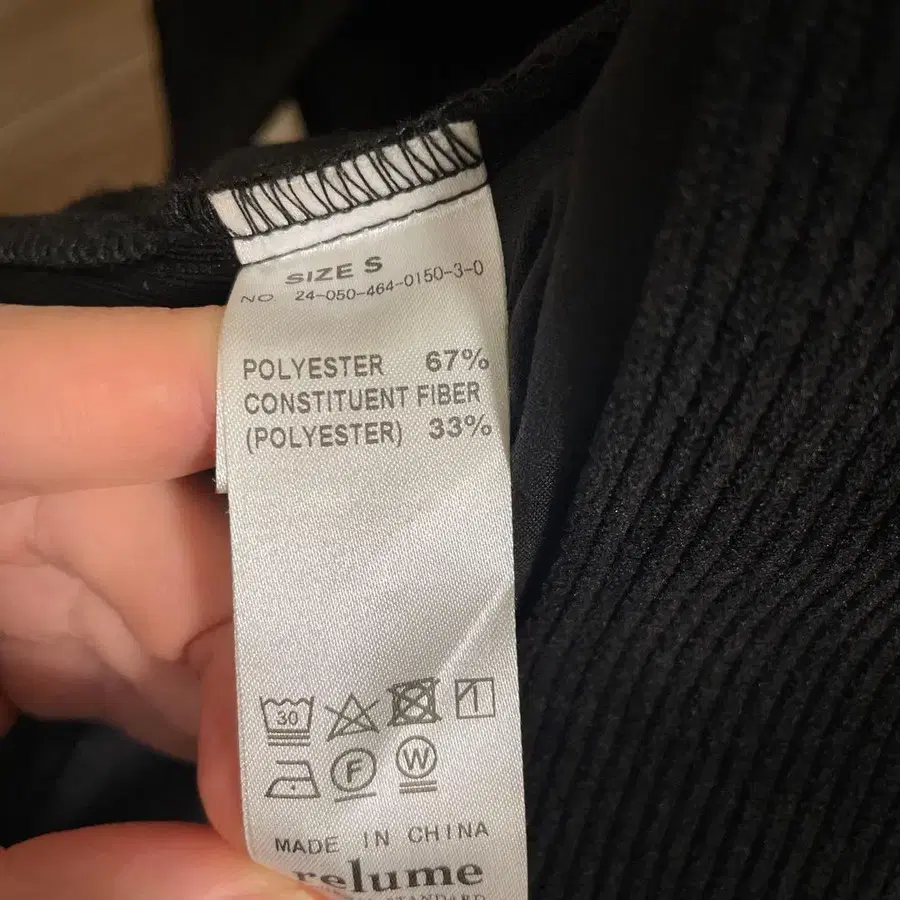 SIZE S
NO 24-050-464-0150-3-0
POLYESTER 67%
CONSTITUENT FIBER
(POLYESTER) 33%
30
F W
MADE IN CHINA
relume
STANDARD